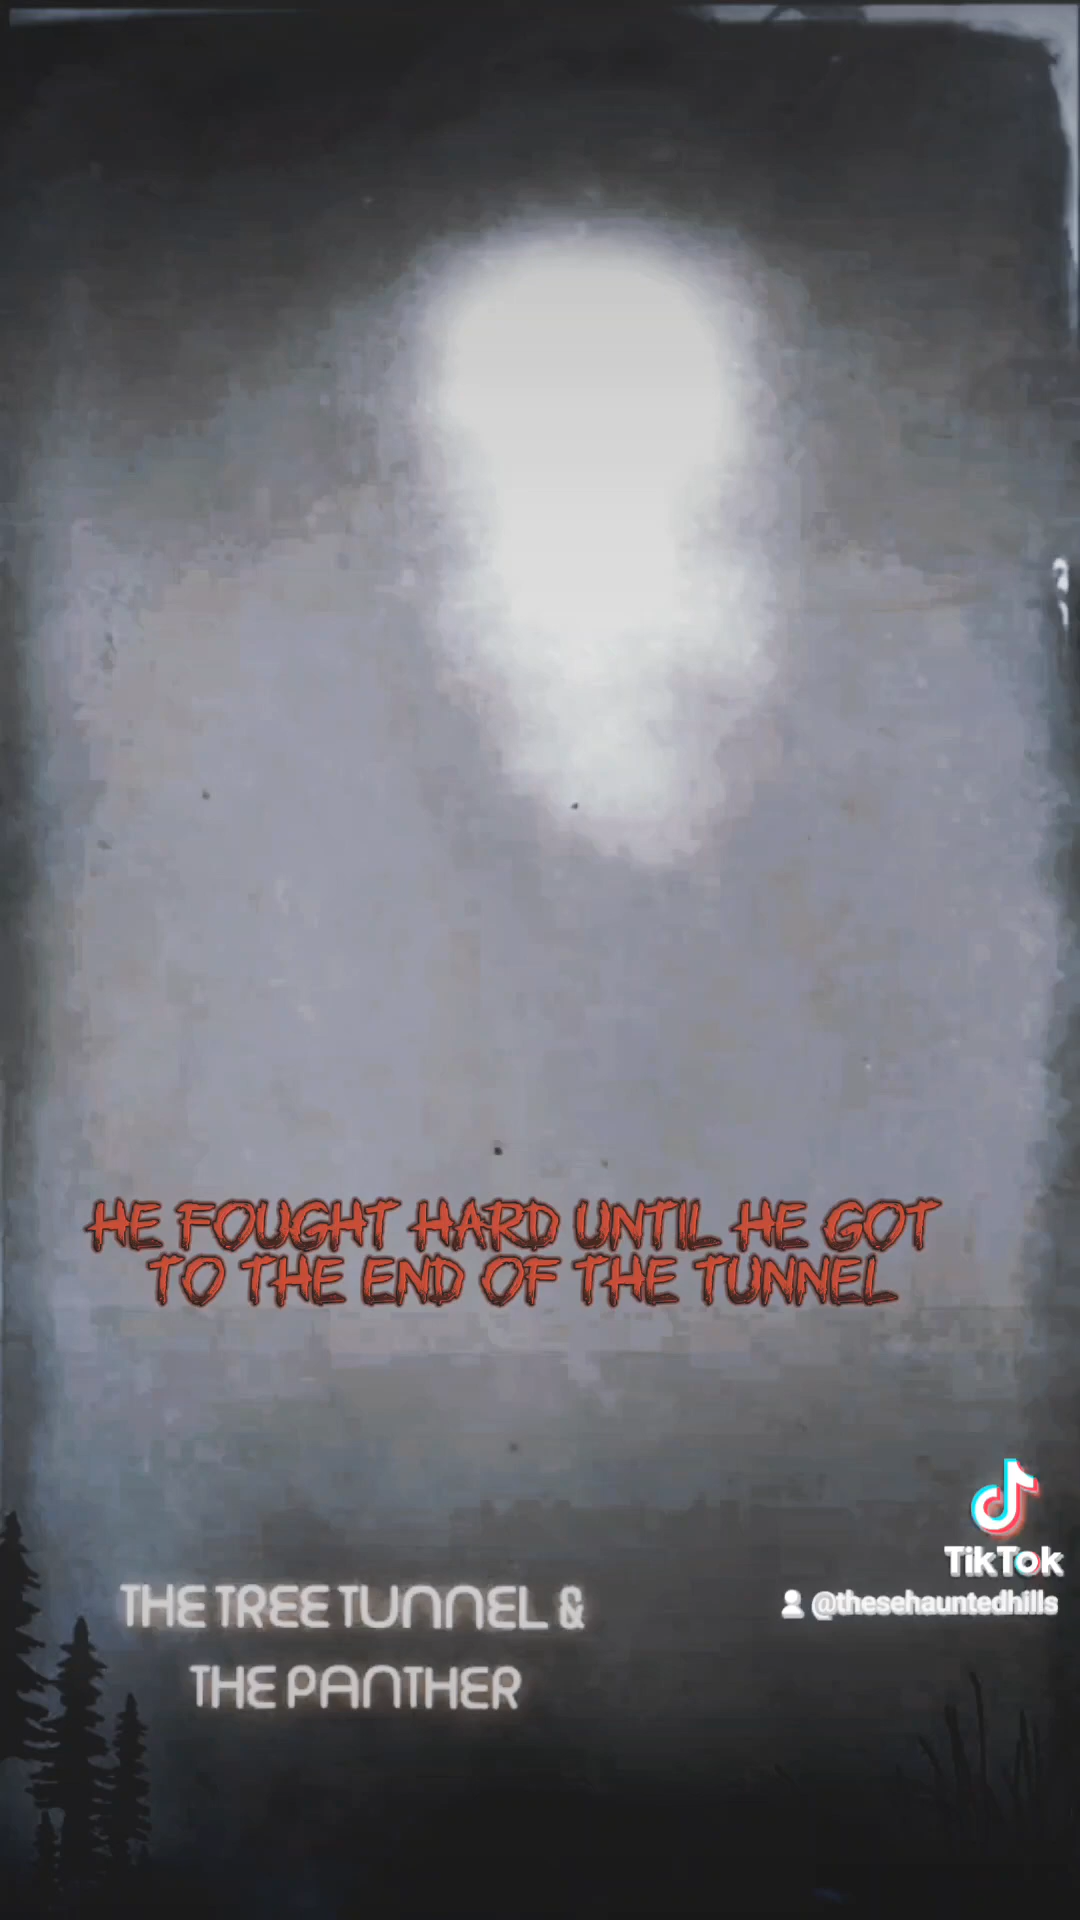 HE FOUGHT HARD UNTIL HE GOT
TO THE END OF THE TUNNEL
TikTok
@thesehauntedhills
THE TREE TUNNEL &
THE PANTHER